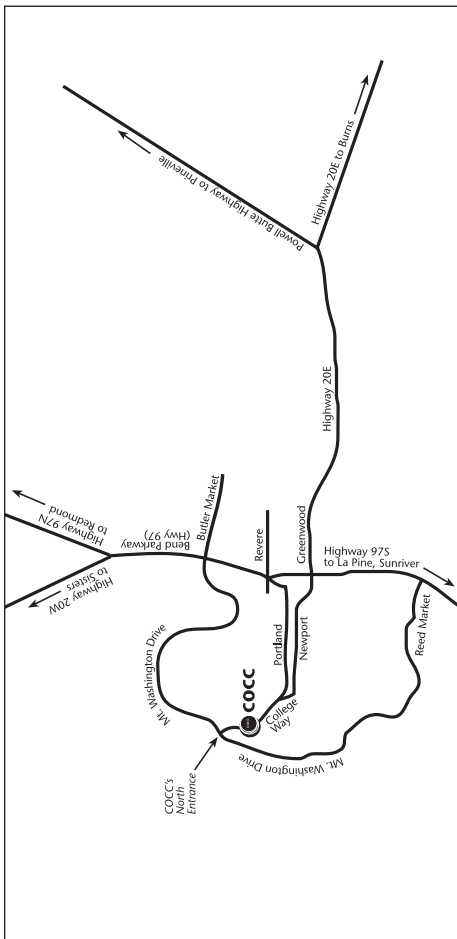 Powell Butte Highway to Prineville
Highway 20E to Burns
Highway 20E
Highway 97N
to Redmond
Highway 20W
to Sisters
Bend Parkway
(Hwy 97)
Butler Market
Revere
Greenwood
Highway 97S
to La Pine, Sunriver
Mt. Washington Drive
Portland
Newport
Reed Market
COCC
College
Way
COCC's
North
Entrance
Mt. Washington Drive